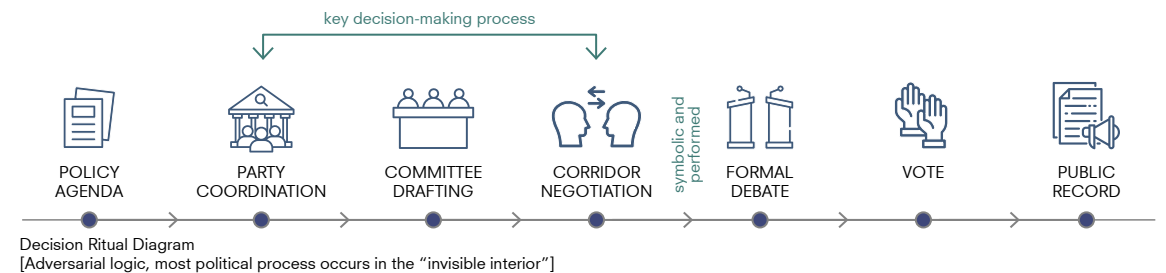 key decision-making process
POLICY
AGENDA
PARTY
COORDINATION
COMMITTEE
DRAFTING
CORRIDOR
NEGOTIATION
symbolic and
performed
FORMAL
DEBATE
VOTE
PUBLIC
RECORD
Decision Ritual Diagram
[Adversarial logic, most political process occurs in the “invisible interior”]